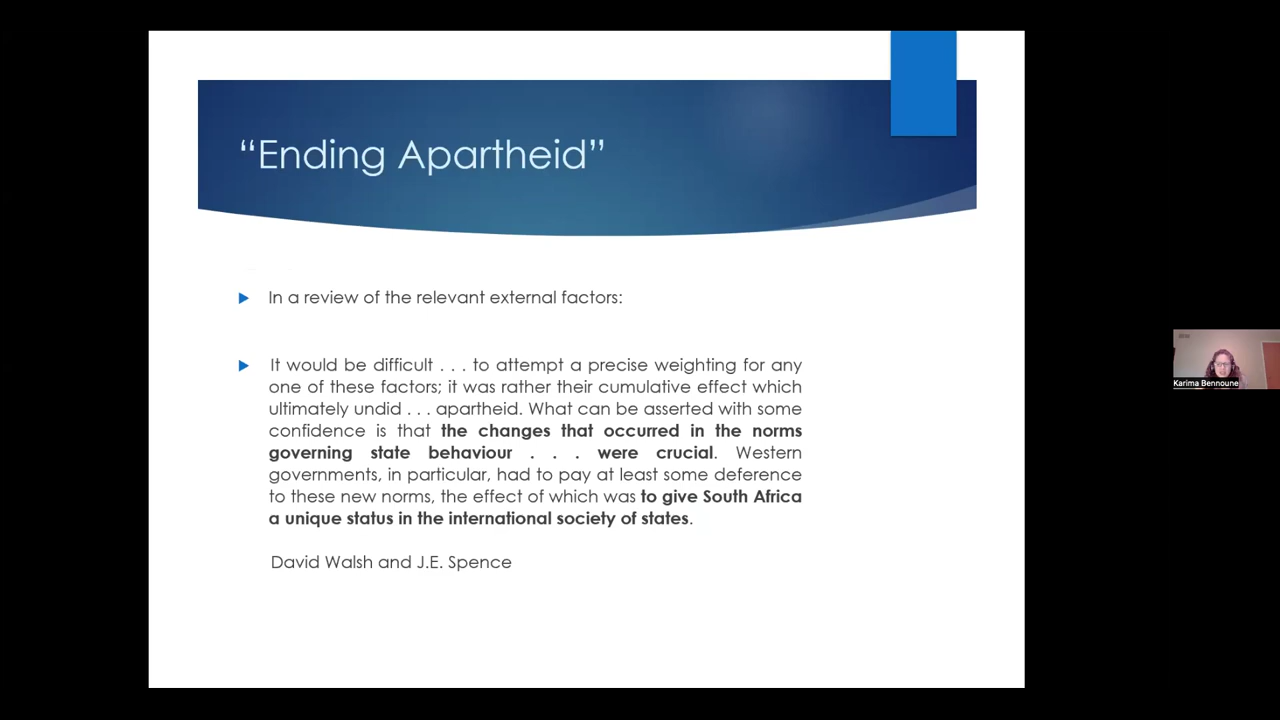 “Ending Apartheid”
In a review of the relevant external factors:
It would be difficult . . . to attempt a precise weighting for any
one of these factors; it was rather their cumulative effect which
ultimately undid . . . apartheid. What can be asserted with some
confidence is that the changes that occurred in the norms
governing state behaviour . . . were crucial. Western
governments, in particular, had to pay at least some deference
to these new norms, the effect of which was to give South Africa
a unique status in the international society of states.
David Walsh and J.E. Spence
Karima Bennoune